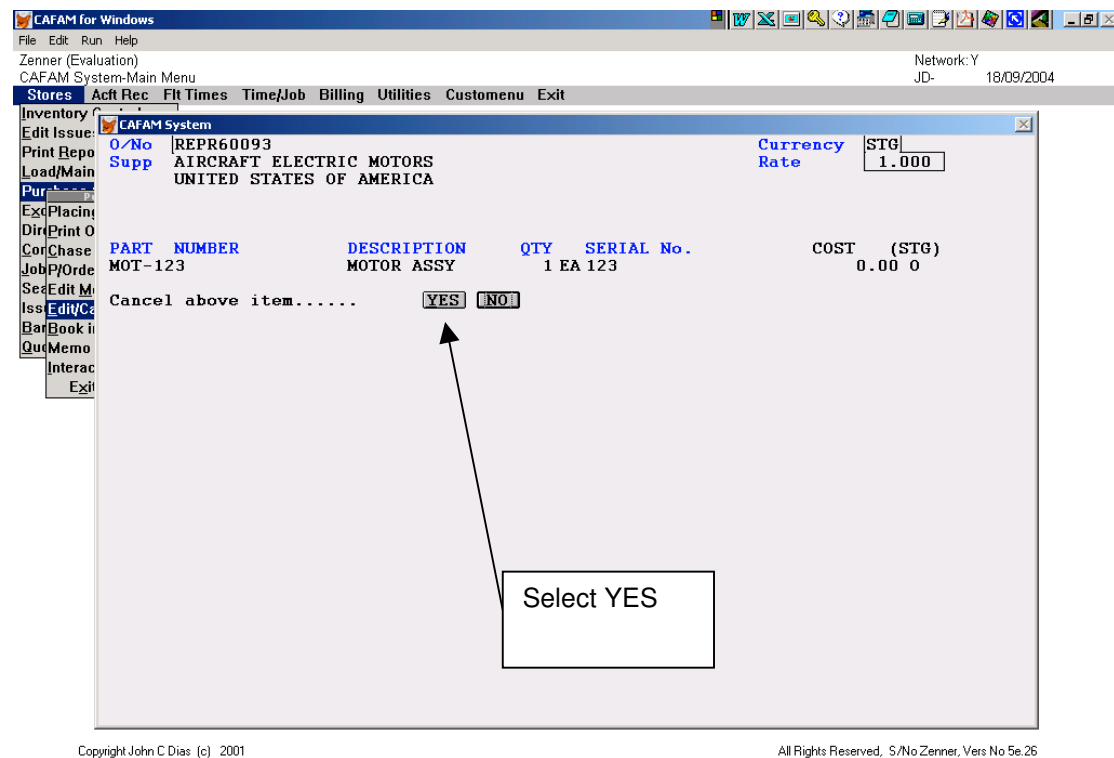 CAFAM for Windows
File Edit Run Help
Zenner (Evaluation) Network: Y
CAFAM System-Main Menu JD- 18/09/2004
Stores Acft Rec Flt Times Time/Job Billing Utilities Customenu Exit
Inventory
Edit Issue
Print Repo
Load/Main
CAFAM System
O/No REPR60093 Currency STG
Supp AIRCRAFT ELECTRIC MOTORS Rate 1.000
UNITED STATES OF AMERICA
Placing
Print O
Chase
P/Orde
Edit M
Edit/Ca
Book i
Memo
Interac
Exit
PART NUMBER DESCRIPTION QTY SERIAL No. COST (STG)
MOT-123 MOTOR ASSY 1 EA 123 0.00 O
Cancel above item...... YES NO
Select YES
Copyright John C Dias (c) 2001 All Rights Reserved, S/No Zenner, Vers No 5e.26